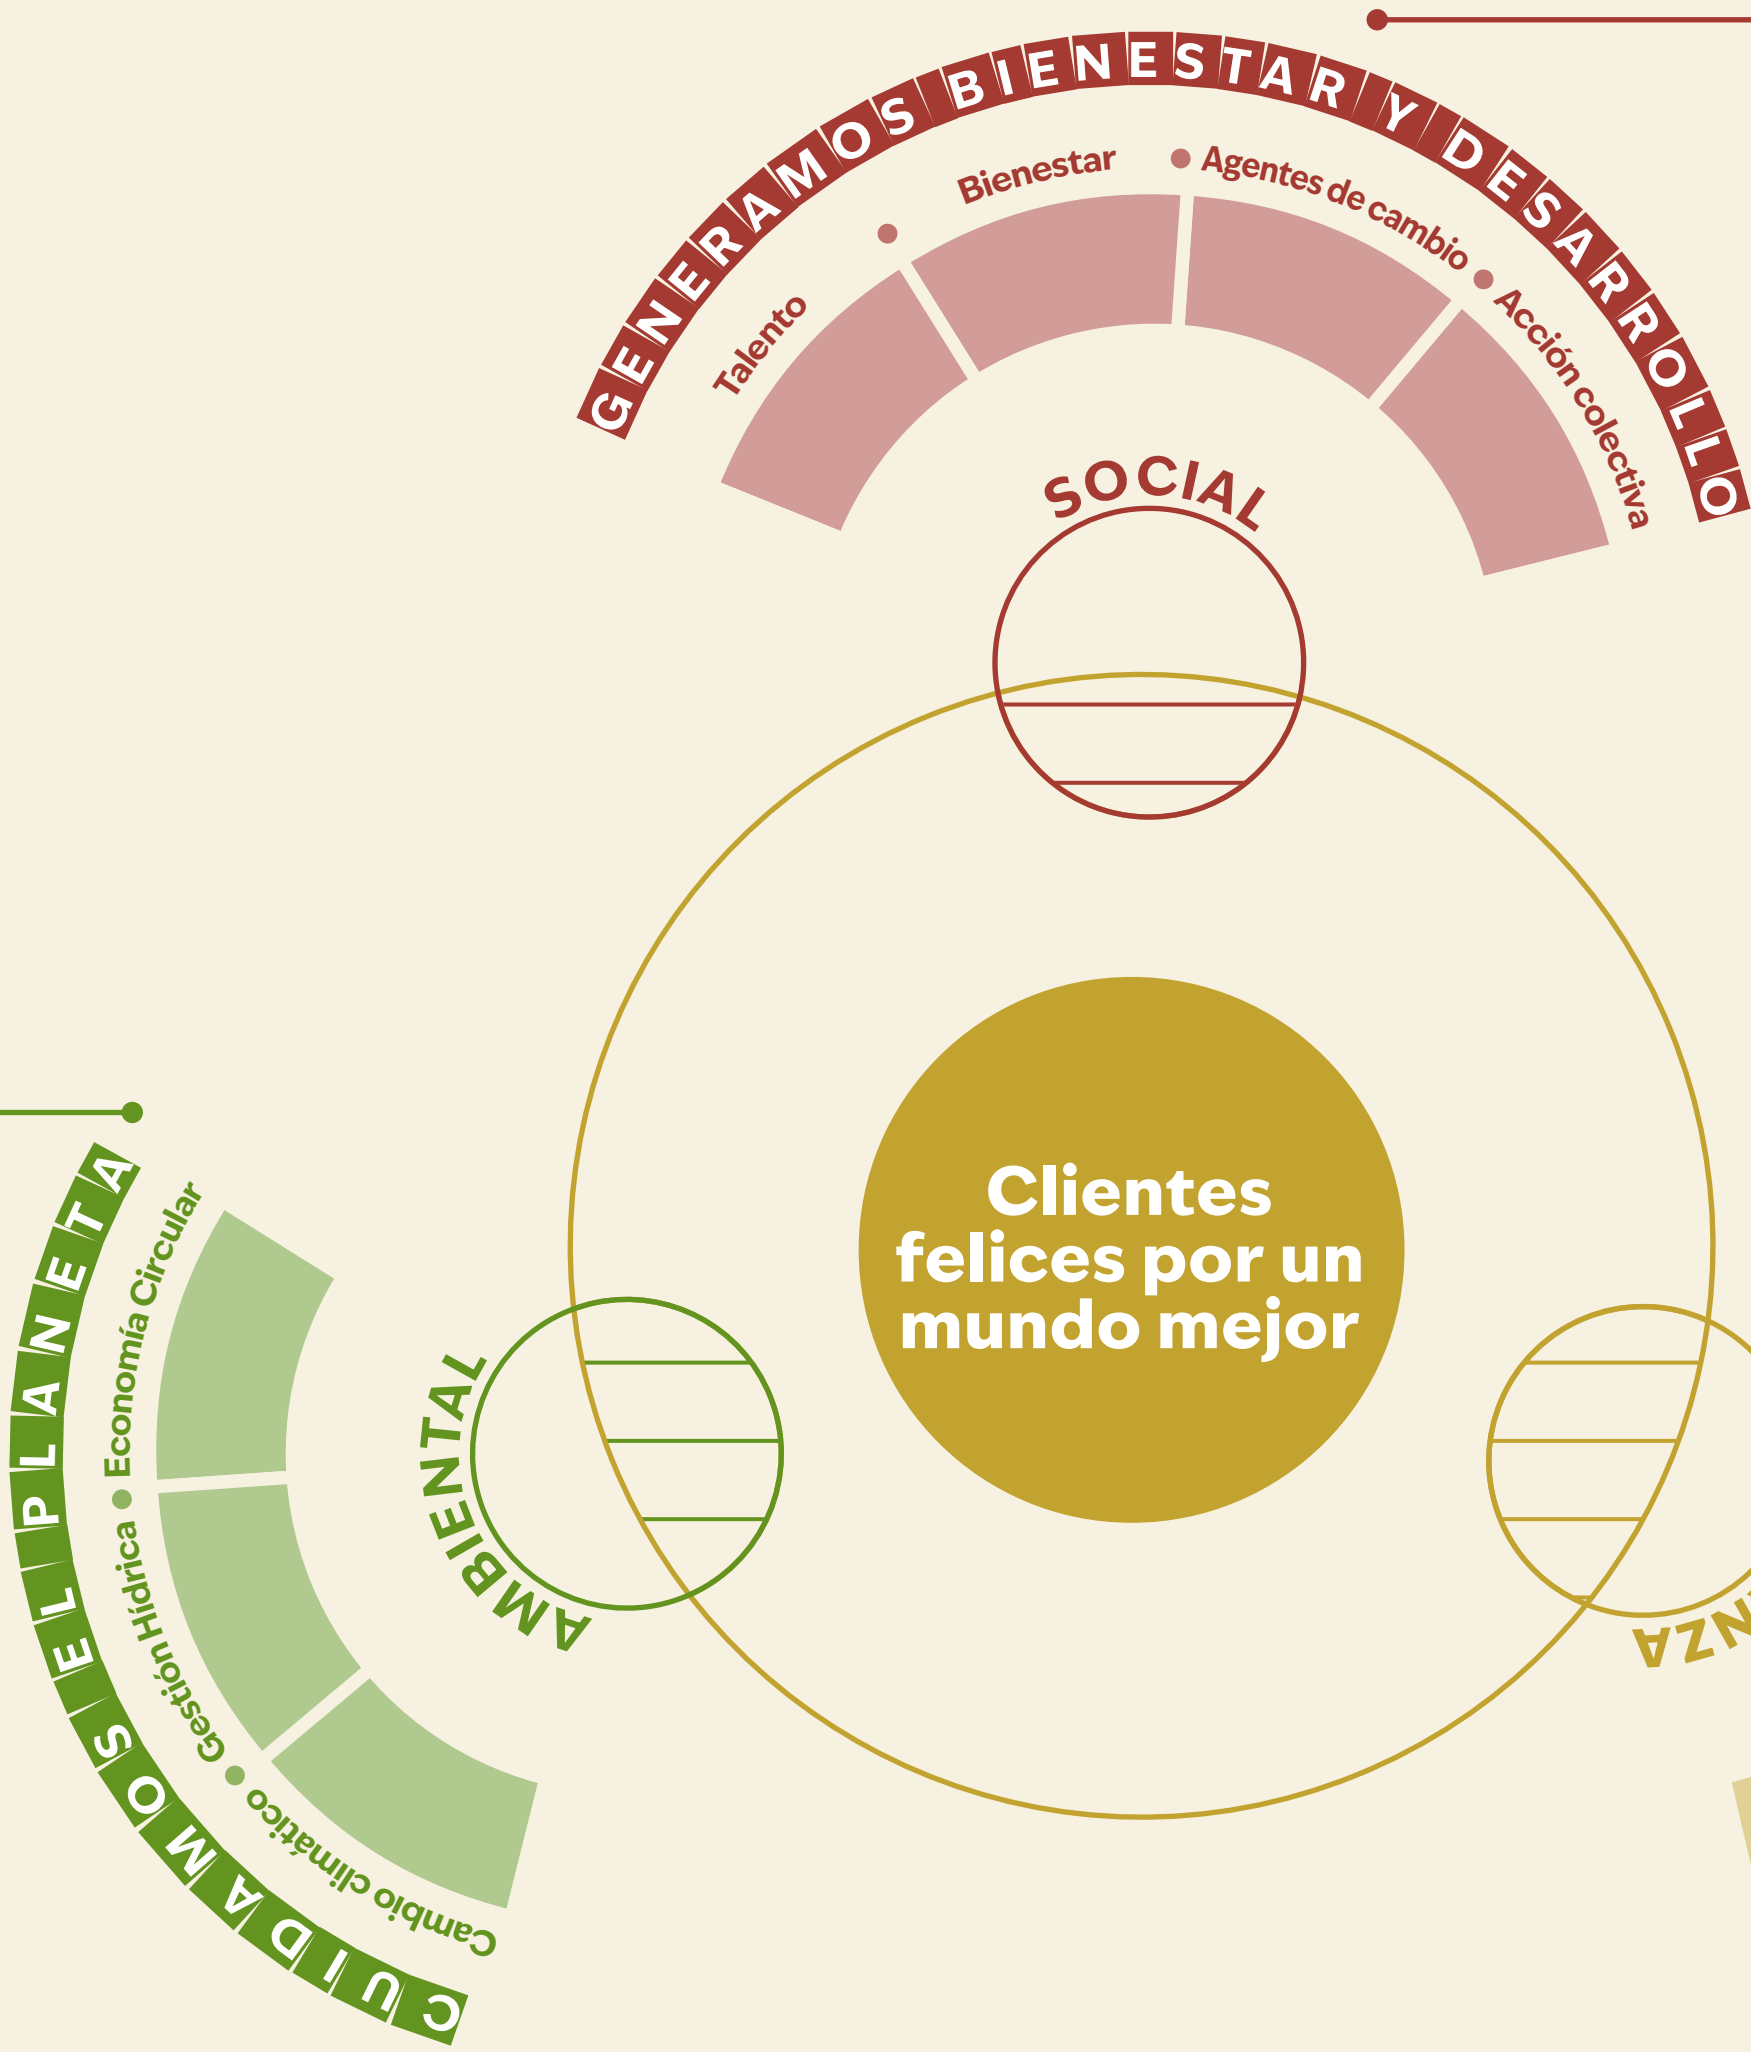 GENERAMOS BIENESTAR Y DESARROLLO
Talento
Bienestar
Agentes de cambio
Acción colectiva
SOCIAL
Clientes
felices por un
mundo mejor
CUIDAMOS EL PLANETA
Cambio climático
Gestión Hídrica
Economía Circular
AMBIENTAL
NZA